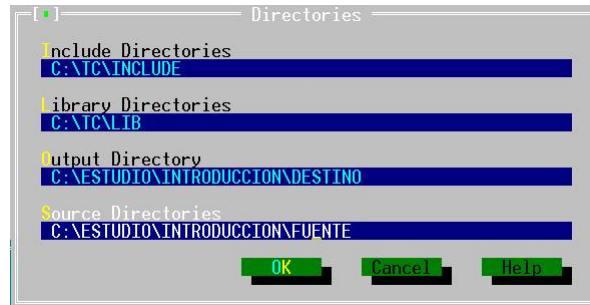 Directories
Include Directories
C:\TC\INCLUDE
Library Directories
C:\TC\LIB
Output Directory
C:\ESTUDIO\INTRODUCCION\DESTINO
Source Directories
C:\ESTUDIO\INTRODUCCION\FUENTE
OK Cancel Help